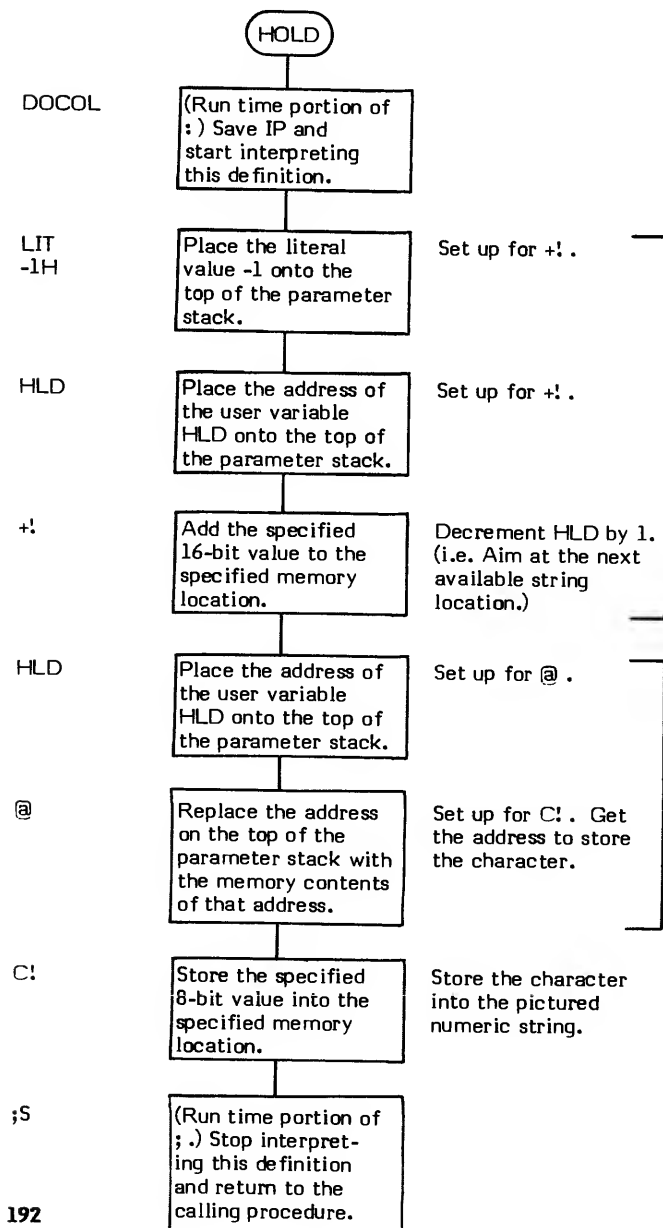 HOLD
DOCOL
(Run time portion of
:) Save IP and
start interpreting
this definition.
LIT
-1H
Place the literal
value -1 onto the
top of the parameter
stack.
Set up for +! .
HLD
Place the address of
the user variable
HLD onto the top of
the parameter stack.
Set up for +! .
+!
Add the specified
16-bit value to the
specified memory
location.
Decrement HLD by 1.
(i.e. Aim at the next
available string
location.)
HLD
Place the address of
the user variable
HLD onto the top of
the parameter stack.
Set up for @ .
@
Replace the address
on the top of the
parameter stack with
the memory contents
of that address.
Set up for C! . Get
the address to store
the character.
C!
Store the specified
8-bit value into the
specified memory
location.
Store the character
into the pictured
numeric string.
;S
(Run time portion of
; .) Stop interpret-
ing this definition
and return to the
calling procedure.
192